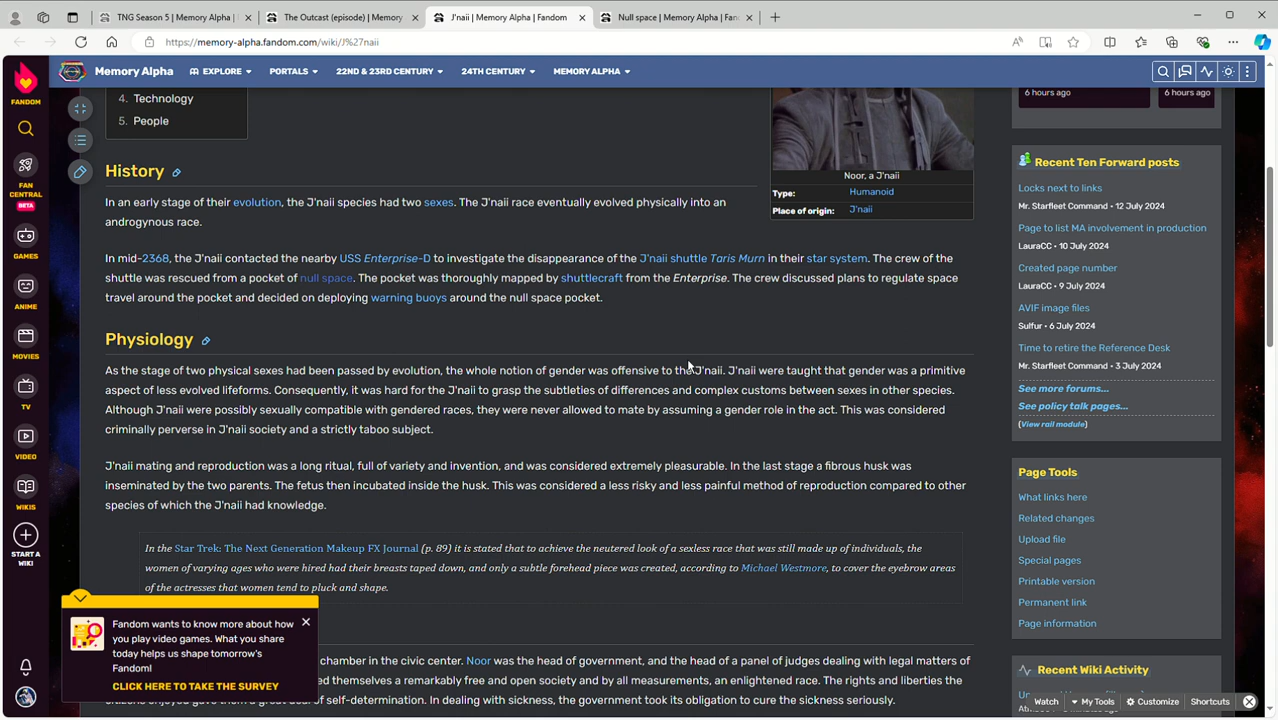 TNG Season 5 | Memory Alpha | F
The Outcast (episode) | Memory
J'naii | Memory Alpha | Fandom
Null space | Memory Alpha | Fan
https://memory-alpha.fandom.com/wiki/J%27naii
FANDOM
Memory Alpha
EXPLORE
PORTALS
22ND & 23RD CENTURY
24TH CENTURY
MEMORY ALPHA
FAN
CENTRAL
BETA
GAMES
ANIME
MOVIES
TV
VIDEO
WIKIS
START A
WIKI
4. Technology
5. People
History
In an early stage of their evolution, the J'naii species had two sexes. The J'naii race eventually evolved physically into an
androgynous race.
In mid-2368, the J'naii contacted the nearby USS Enterprise-D to investigate the disappearance of the J'naii shuttle Taris Murn in their star system. The crew of the
shuttle was rescued from a pocket of null space. The pocket was thoroughly mapped by shuttlecraft from the Enterprise. The crew discussed plans to regulate space
travel around the pocket and decided on deploying warning buoys around the null space pocket.
Noor, a J'naii
Type: Humanoid
Place of origin: J'naii
Physiology
As the stage of two physical sexes had been passed by evolution, the whole notion of gender was offensive to the J'naii. J'naii were taught that gender was a primitive
aspect of less evolved lifeforms. Consequently, it was hard for the J'naii to grasp the subtleties of differences and complex customs between sexes in other species.
Although J'naii were possibly sexually compatible with gendered races, they were never allowed to mate by assuming a gender role in the act. This was considered
criminally perverse in J'naii society and a strictly taboo subject.
J'naii mating and reproduction was a long ritual, full of variety and invention, and was considered extremely pleasurable. In the last stage a fibrous husk was
inseminated by the two parents. The fetus then incubated inside the husk. This was considered a less risky and less painful method of reproduction compared to other
species of which the J'naii had knowledge.
In the Star Trek: The Next Generation Makeup FX Journal (p. 89) it is stated that to achieve the neutered look of a sexless race that was still made up of individuals, the
women of varying ages who were hired had their breasts taped down, and only a subtle forehead piece was created, according to Michael Westmore, to cover the eyebrow areas
of the actresses that women tend to pluck and shape.
chamber in the civic center. Noor was the head of government, and the head of a panel of judges dealing with legal matters of
themselves a remarkably free and open society and by all measurements, an enlightened race. The rights and liberties the
of self-determination. In dealing with sickness, the government took its obligation to cure the sickness seriously.
Fandom wants to know more about how
you play video games. What you share
today helps us shape tomorrow's
Fandom!
CLICK HERE TO TAKE THE SURVEY
6 hours ago
6 hours ago
Recent Ten Forward posts
Locks next to links
Mr. Starfleet Command • 12 July 2024
Page to list MA involvement in production
LauraCC • 10 July 2024
Created page number
LauraCC • 9 July 2024
AVIF image files
Sulfur • 6 July 2024
Time to retire the Reference Desk
Mr. Starfleet Command • 3 July 2024
See more forums...
See policy talk pages...
(View rail module)
Page Tools
What links here
Related changes
Upload file
Special pages
Printable version
Permanent link
Page information
Recent Wiki Activity
Watch
My Tools
Customize
Shortcuts